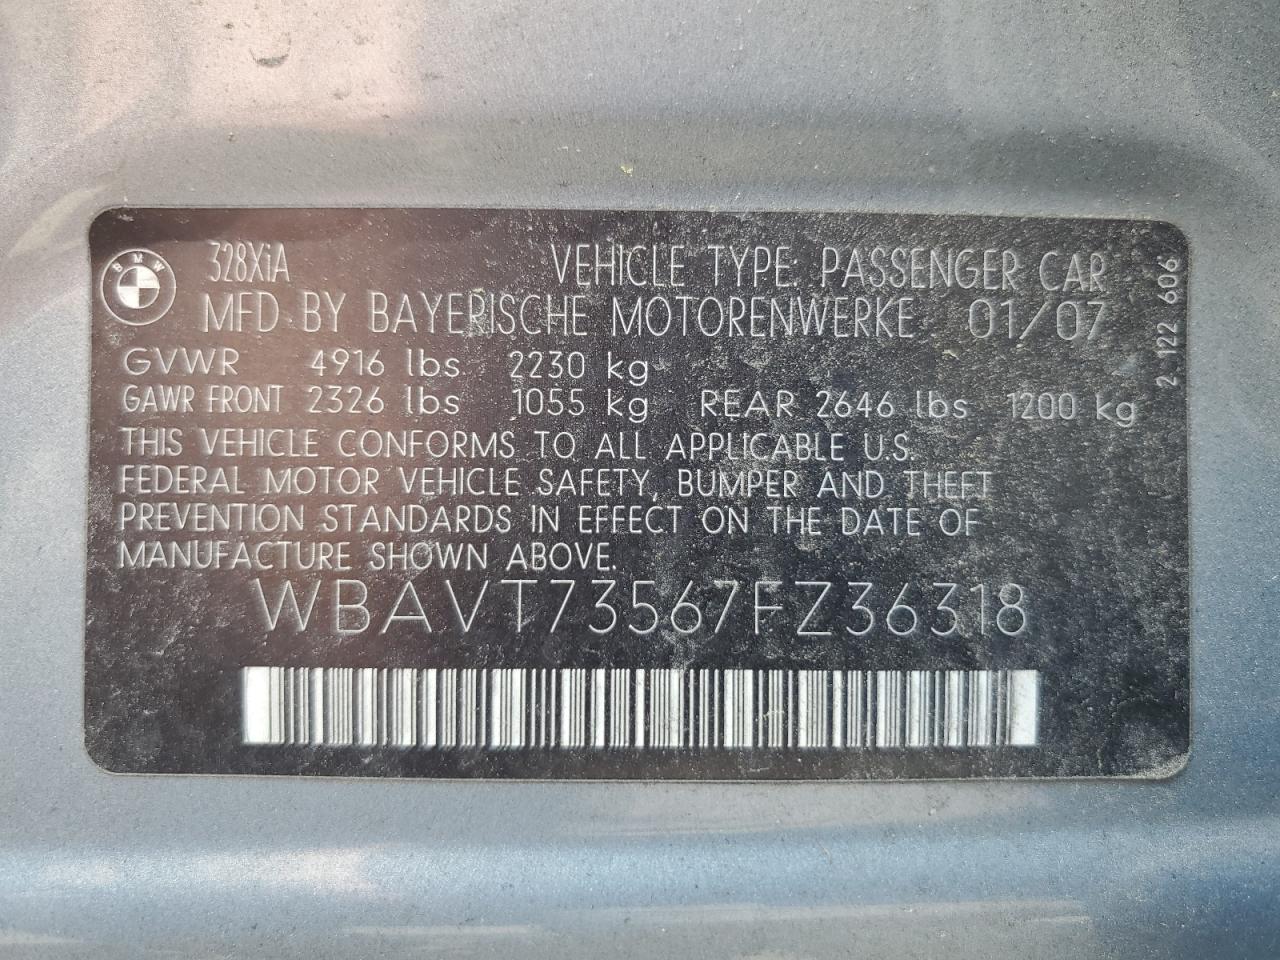 BMW
328XiA VEHICLE TYPE: PASSENGER CAR
MFD BY BAYERISCHE MOTORENWERKE 01/07
GVWR 4916 lbs 2230 kg
GAWR FRONT 2326 lbs 1055 kg REAR 2646 lbs 1200 kg
THIS VEHICLE CONFORMS TO ALL APPLICABLE U.S.
FEDERAL MOTOR VEHICLE SAFETY, BUMPER AND THEFT
PREVENTION STANDARDS IN EFFECT ON THE DATE OF
MANUFACTURE SHOWN ABOVE.
WBAVT73567FZ36318
2 122 606